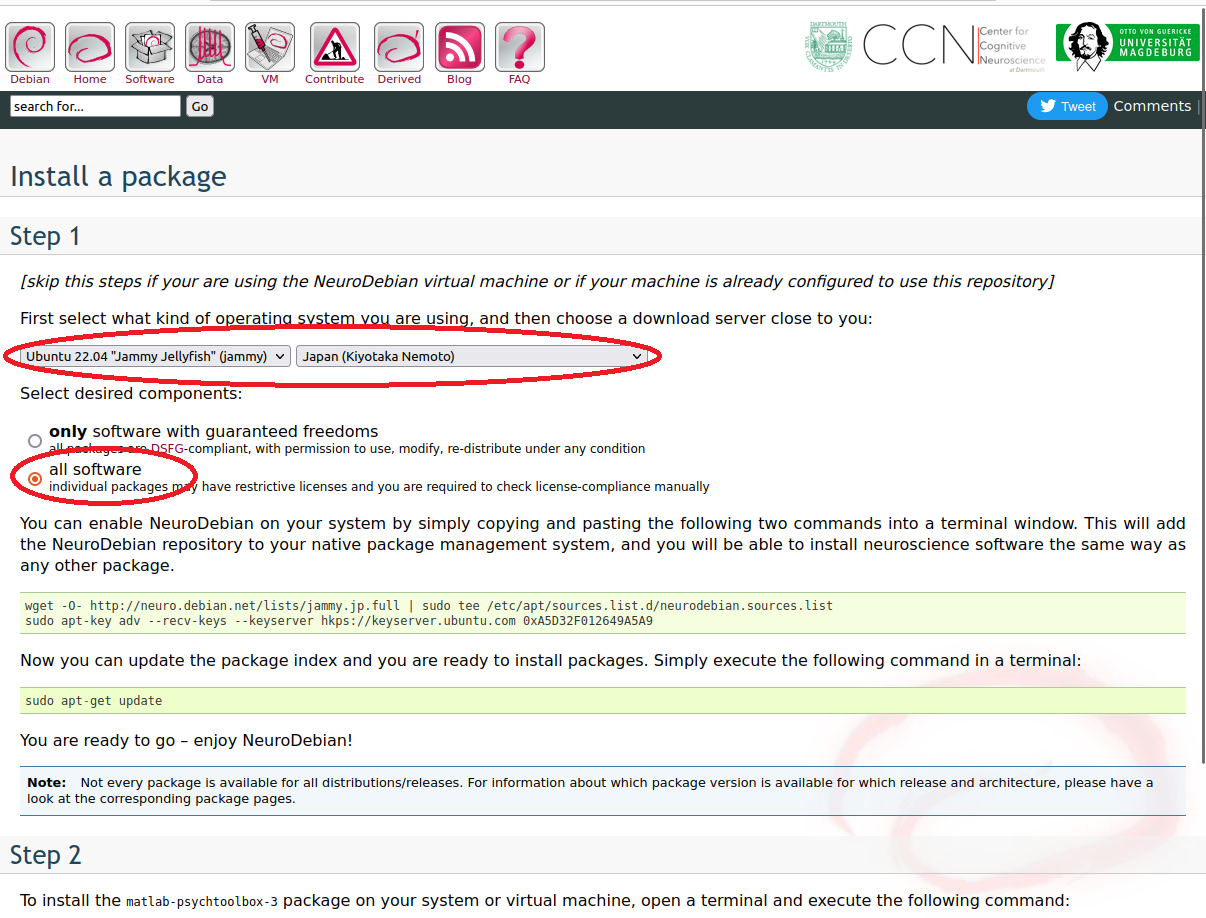 Debian Home Software Data VM Contribute Derived Blog FAQ
CCN Center for
Cognitive
Neuroscience
at Dartmouth
OTTO VON GUERICKE
UNIVERSITÄT
MAGDEBURG
search for... Go Tweet Comments |
Install a package
Step 1
[skip this steps if your are using the NeuroDebian virtual machine or if your machine is already configured to use this repository]
First select what kind of operating system you are using, and then choose a download server close to you:
Ubuntu 22.04 "Jammy Jellyfish" (jammy) Japan (Kiyotaka Nemoto)
Select desired components:
only software with guaranteed freedoms
all packages are DSFG-compliant, with permission to use, modify, re-distribute under any condition
all software
individual packages may have restrictive licenses and you are required to check license-compliance manually
You can enable NeuroDebian on your system by simply copying and pasting the following two commands into a terminal window. This will add
the NeuroDebian repository to your native package management system, and you will be able to install neuroscience software the same way as
any other package.
wget -O- http://neuro.debian.net/lists/jammy.jp.full | sudo tee /etc/apt/sources.list.d/neurodebian.sources.list
sudo apt-key adv --recv-keys --keyserver hkps://keyserver.ubuntu.com 0xA5D32F012649A5A9
Now you can update the package index and you are ready to install packages. Simply execute the following command in a terminal:
sudo apt-get update
You are ready to go – enjoy NeuroDebian!
Note: Not every package is available for all distributions/releases. For information about which package version is available for which release and architecture, please have a
look at the corresponding package pages.
Step 2
To install the matlab-psychtoolbox-3 package on your system or virtual machine, open a terminal and execute the following command: